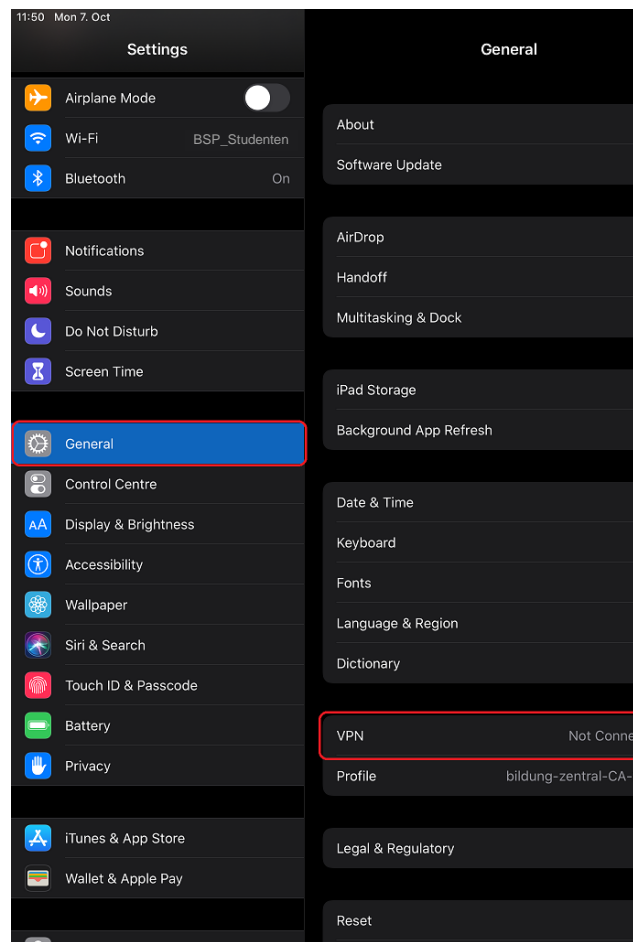 11:50 Mon 7. Oct
Settings
Airplane Mode
Wi-Fi BSP_Studenten
Bluetooth On
Notifications
Sounds
Do Not Disturb
Screen Time
General
Control Centre
AA Display & Brightness
Accessibility
Wallpaper
Siri & Search
Touch ID & Passcode
Battery
Privacy
iTunes & App Store
Wallet & Apple Pay
General
About
Software Update
AirDrop
Handoff
Multitasking & Dock
iPad Storage
Background App Refresh
Date & Time
Keyboard
Fonts
Language & Region
Dictionary
VPN Not Conne
Profile bildung-zentral-CA-
Legal & Regulatory
Reset